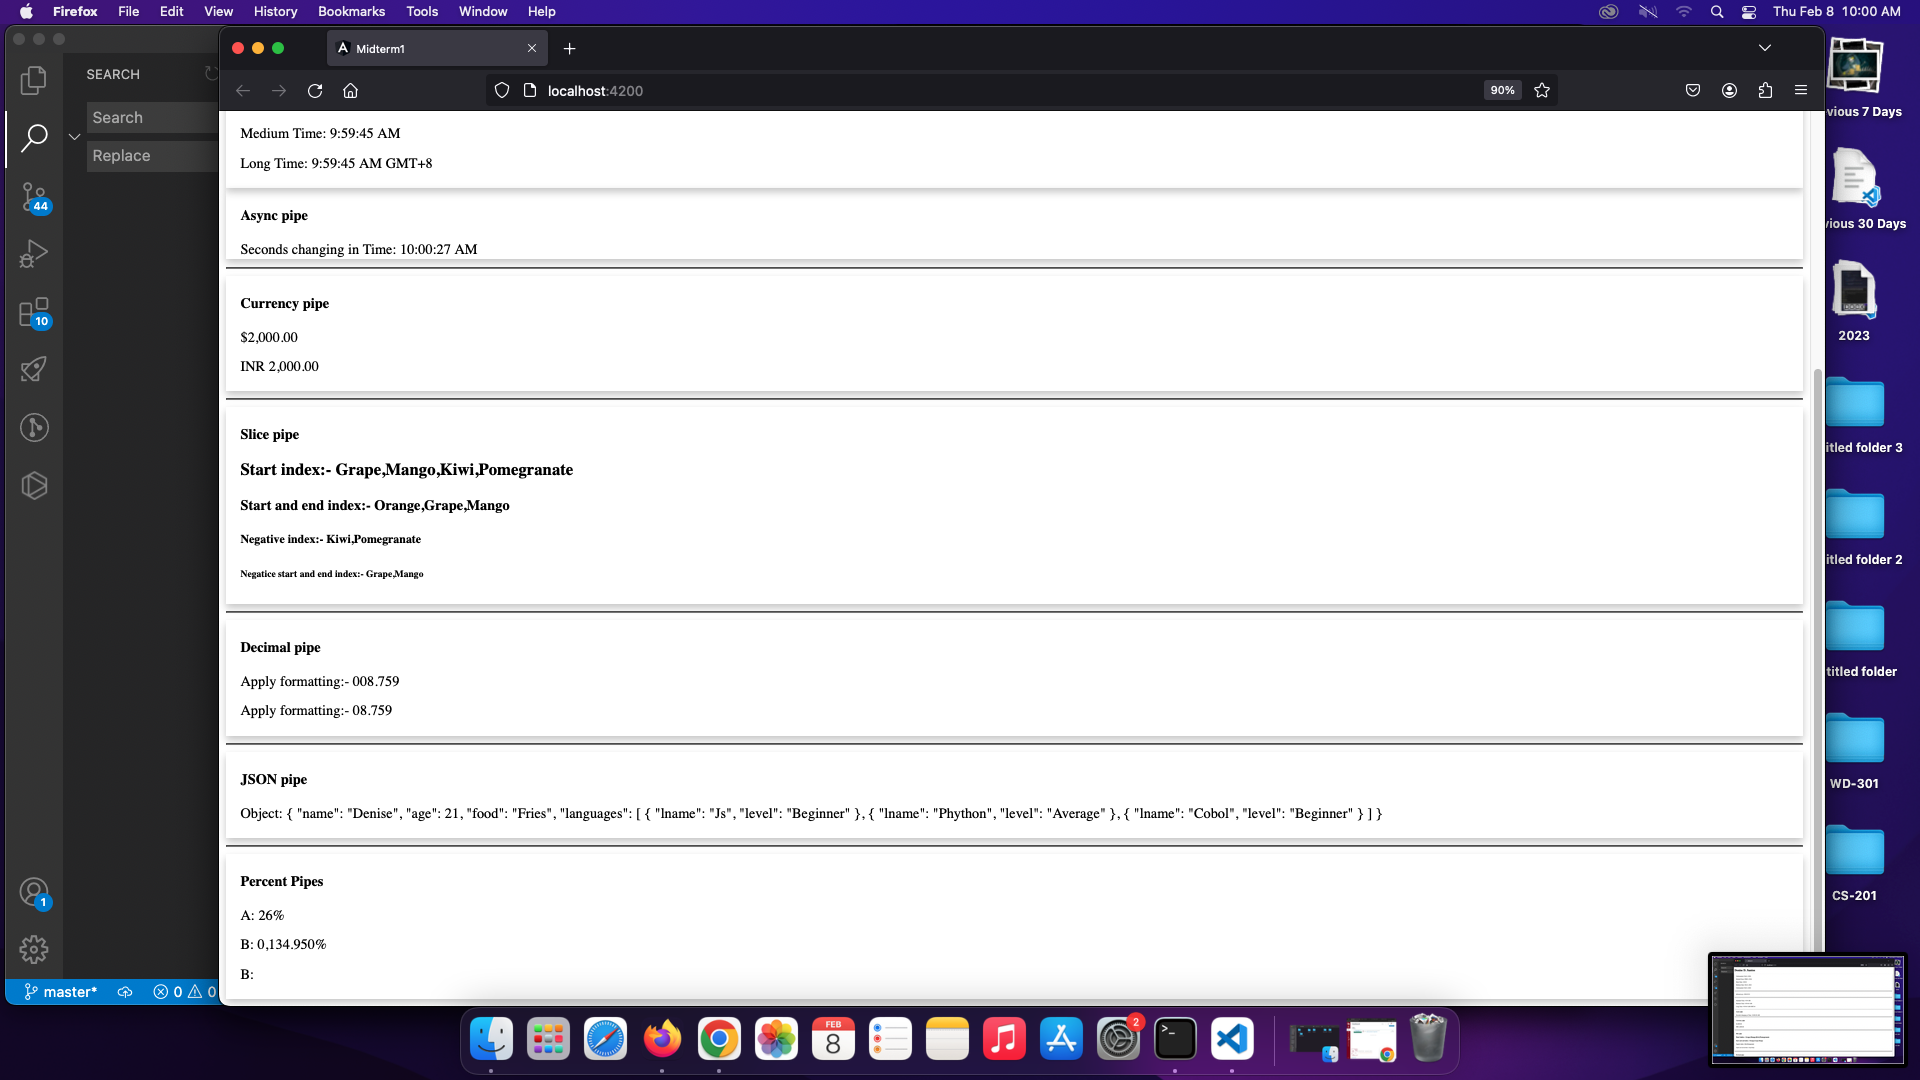 Firefox File Edit View History Bookmarks Tools Window Help Thu Feb 8 10:00 AM
Midterm1
SEARCH
localhost:4200 90%
Search
Replace
44
10
1
master* 0 0
Medium Time: 9:59:45 AM
Long Time: 9:59:45 AM GMT+8
Async pipe
Seconds changing in Time: 10:00:27 AM
Currency pipe
$2,000.00
INR 2,000.00
Slice pipe
Start index:- Grape,Mango,Kiwi,Pomegranate
Start and end index:- Orange,Grape,Mango
Negative index:- Kiwi,Pomegranate
Negatice start and end index:- Grape,Mango
Decimal pipe
Apply formatting:- 008.759
Apply formatting:- 08.759
JSON pipe
Object: { "name": "Denise", "age": 21, "food": "Fries", "languages": [ { "lname": "Js", "level": "Beginner" }, { "lname": "Phython", "level": "Average" }, { "lname": "Cobol", "level": "Beginner" } ] }
Percent Pipes
A: 26%
B: 0,134.950%
B:
vious 7 Days
vious 30 Days
2023
itled folder 3
itled folder 2
titled folder
WD-301
CS-201
FEB
8
2